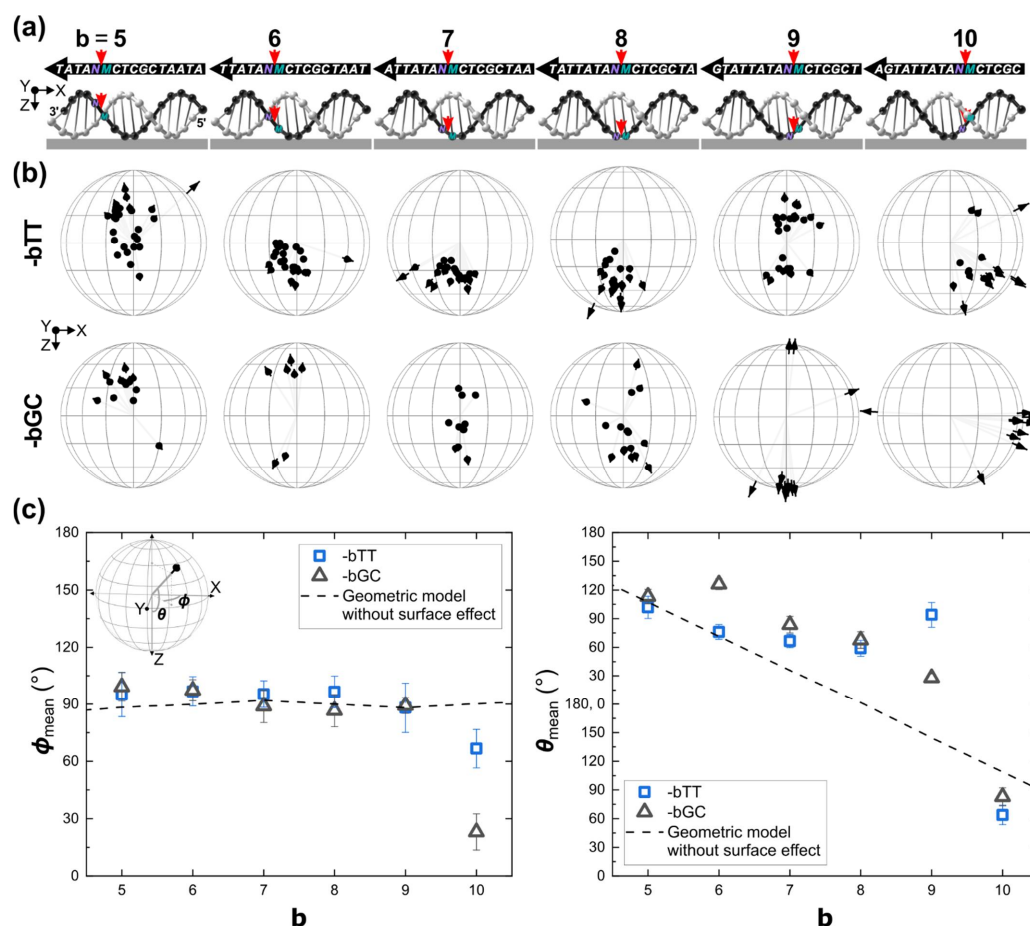 (a)
b = 5 6 7 8 9 10
TATANMCTCGCTAATA TTATANMCTCGCTAAT ATTATANMCTCGCTAA TATTATANMCTCGCTA GTATTATANMCTCGCT AGTATTATANMCTCGC
Y X
Z
3' 5'
N M N M N M N M N M N M
(b)
-bTT
Y X
Z
-bGC
(c)
180
150
120
90
60
30
0
ϕmean (°)
X
Y θ ϕ
Z
-bTT
-bGC
Geometric model
without surface effect
5 6 7 8 9 10
b
180
150
120
90
60
30
180, 0
150
120
90
60
30
0
θmean (°)
-bTT
-bGC
Geometric model
without surface effect
5 6 7 8 9 10
b